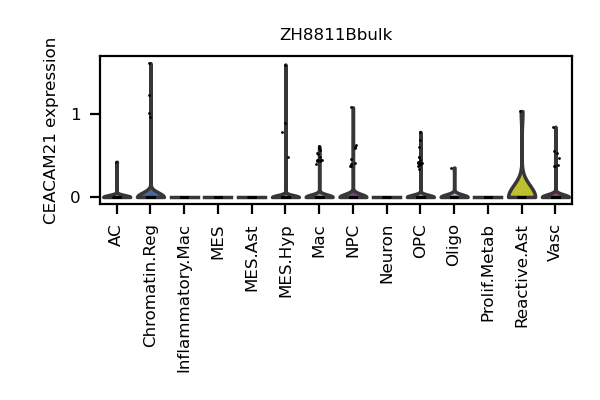 ZH8811Bbulk
CEACAM21 expression
1
0
AC
Chromatin.Reg
Inflammatory.Mac
MES
MES.Ast
MES.Hyp
Mac
NPC
Neuron
OPC
Oligo
Prolif.Metab
Reactive.Ast
Vasc